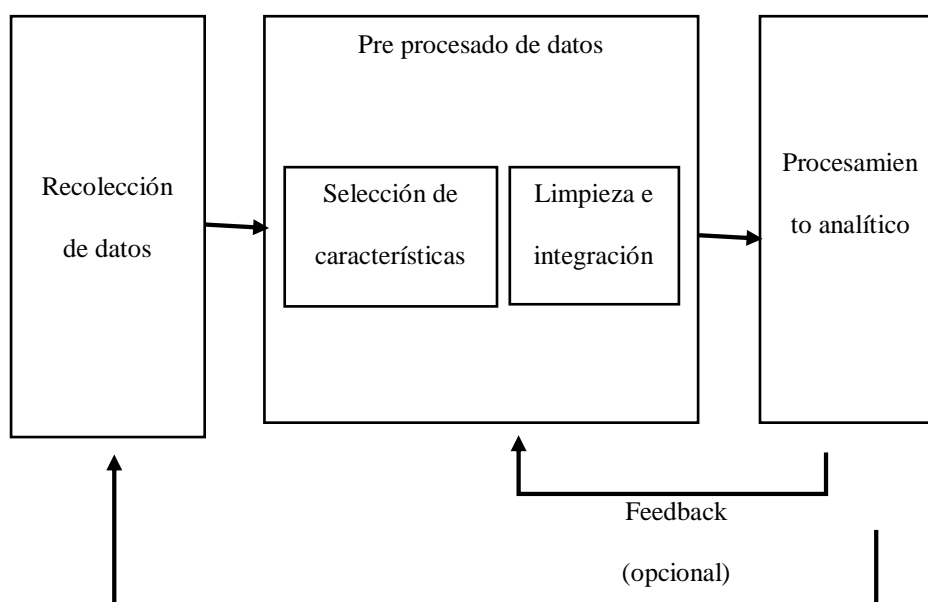 Pre procesado de datos
Recolección
de datos
Selección de
características
Limpieza e
integración
Procesamien
to analítico
Feedback
(opcional)